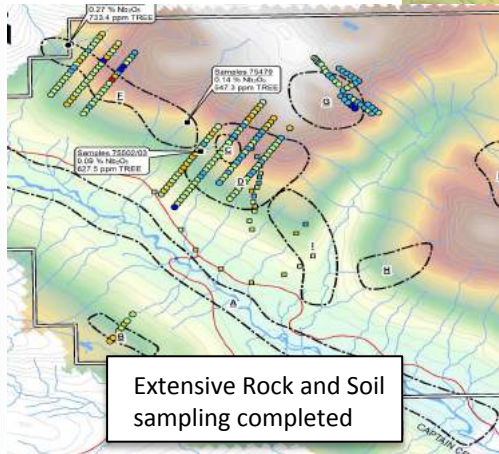 0.27 % Nb₂O₅
733.4 ppm TREE
Samples 75479
0.14 % Nb₂O₅
547.3 ppm TREE
Samples 75502/03
0.09 % Nb₂O₅
627.5 ppm TREE
F
G
C
D
I
H
A
B
Extensive Rock and Soil
sampling completed
CAPTAIN